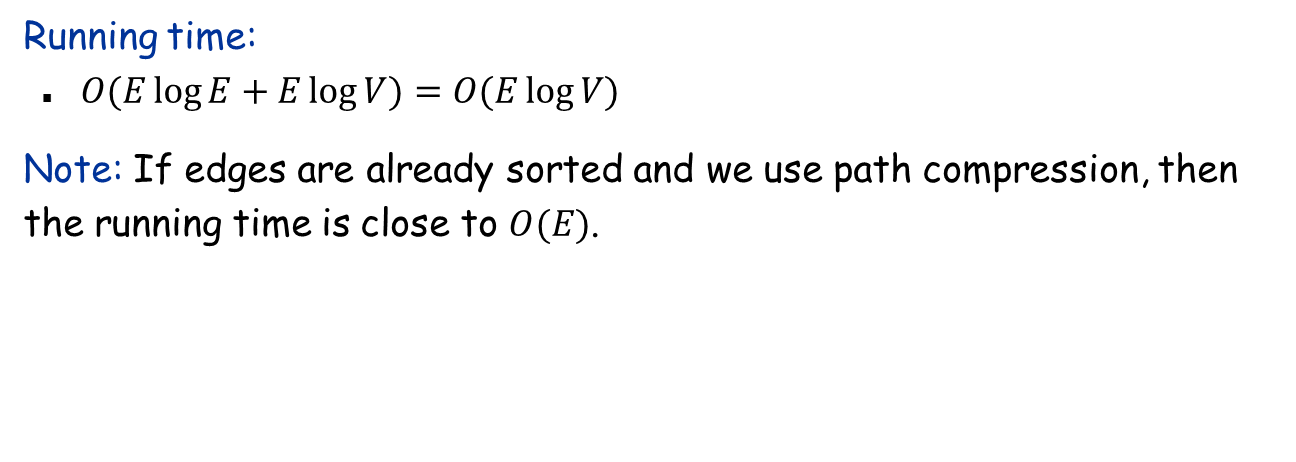 Running time:
▪ O(E log E + E log V) = O(E log V)
Note: If edges are already sorted and we use path compression, then
the running time is close to O(E).